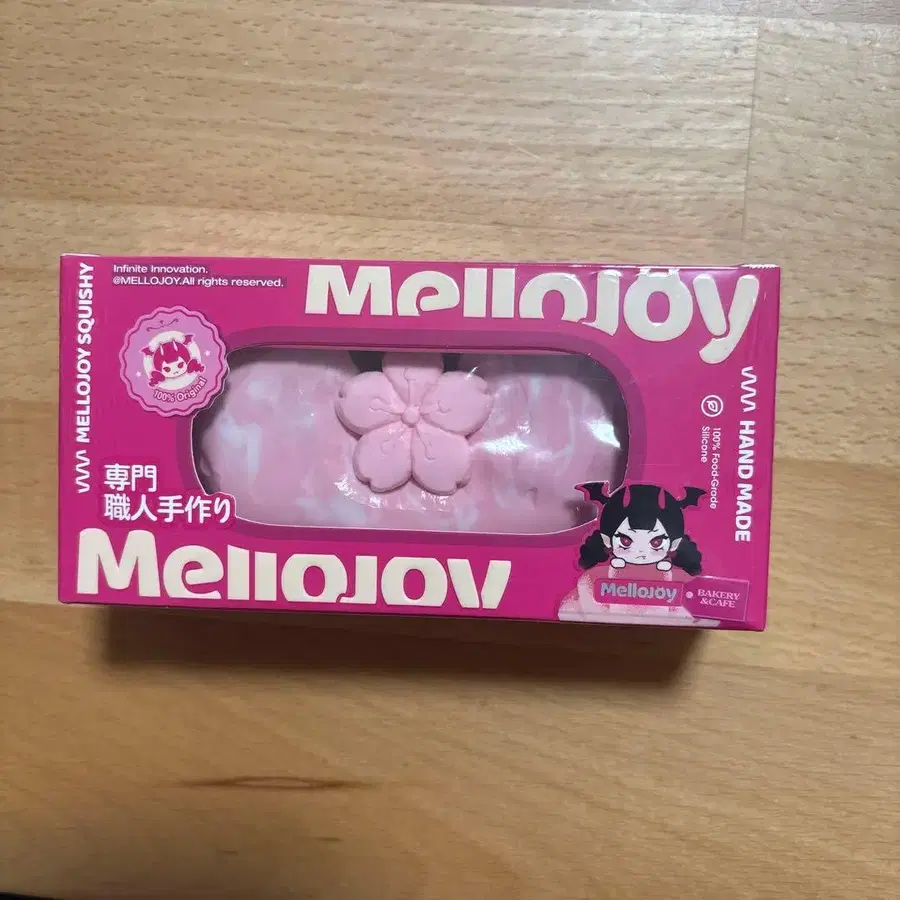 Infinite Innovation.
@MELLOJOY.All rights reserved.
Mellojoy
MELLOJOY SQUISHY
100% Original
HAND MADE
100% Food-Grade
Silicone
専門
職人手作り
Mellojoy
Mellojoy
BAKERY
&CAFE